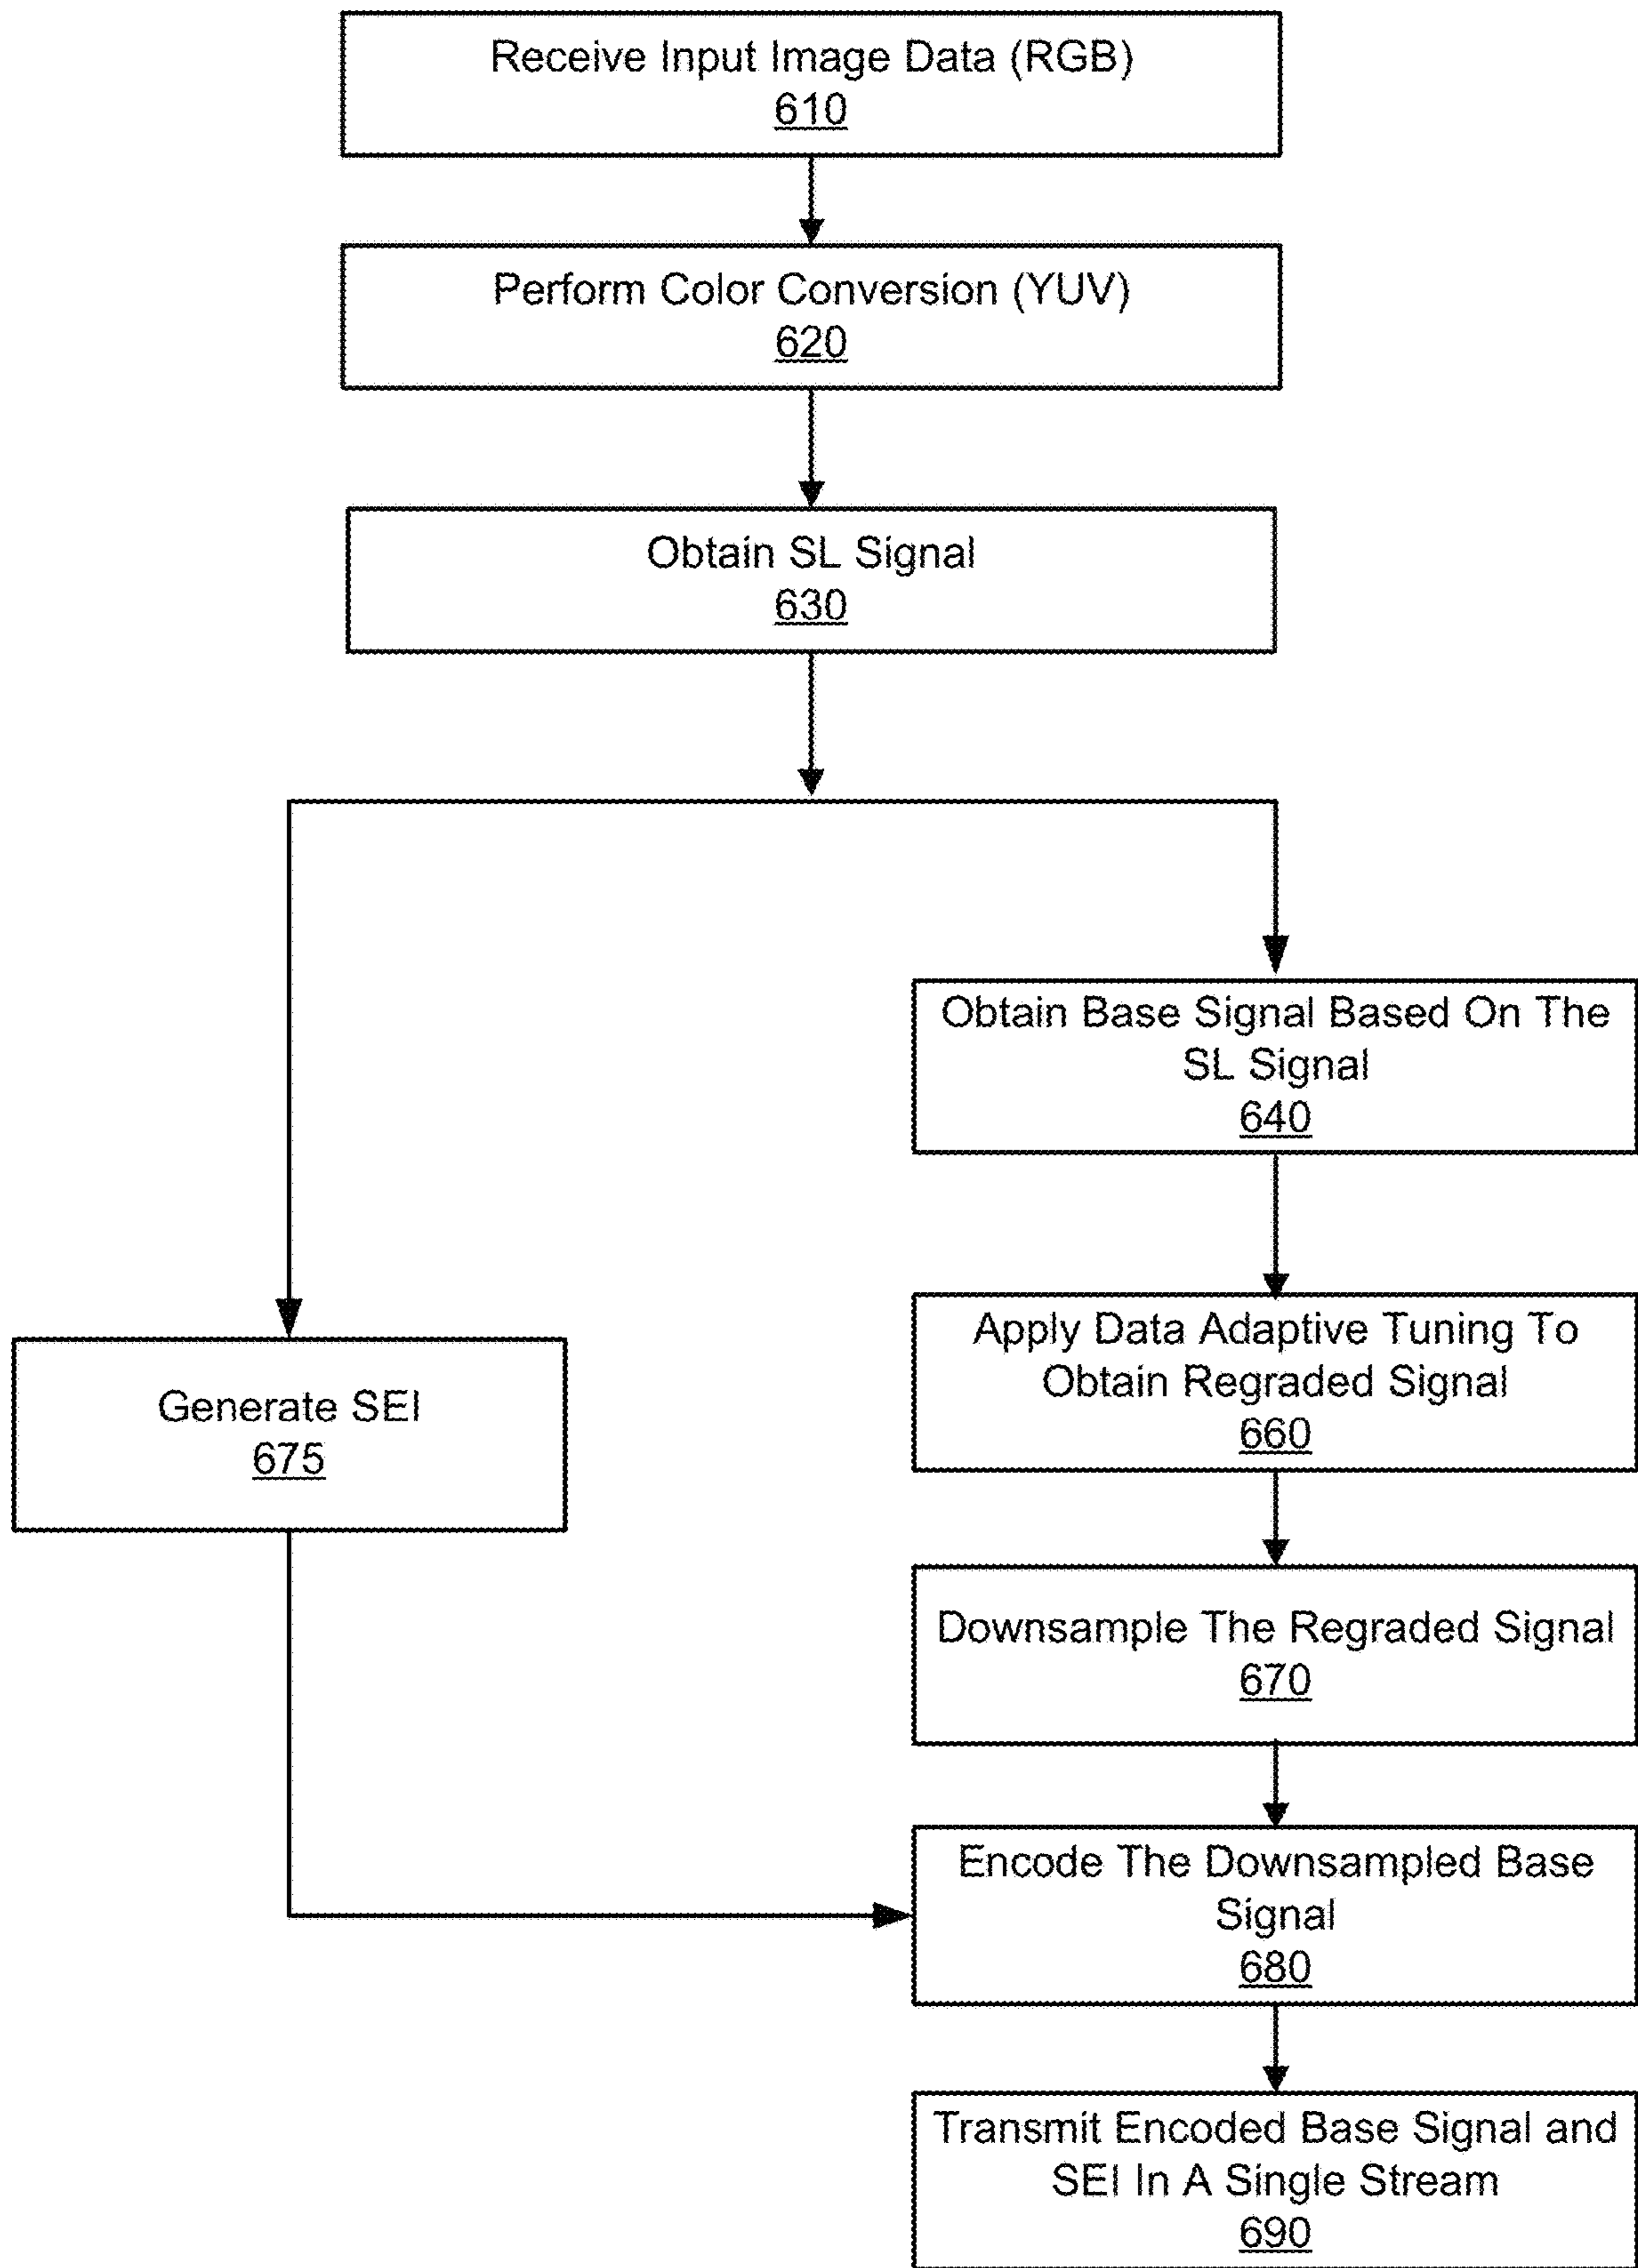 Receive Input Image Data (RGB)
610
Perform Color Conversion (YUV)
620
Obtain SL Signal
630
Obtain Base Signal Based On The
SL Signal
640
Apply Data Adaptive Tuning To
Obtain Regraded Signal
660
Generate SEI
675
Downsample The Regraded Signal
670
Encode The Downsampled Base
Signal
680
Transmit Encoded Base Signal and
SEI In A Single Stream
690